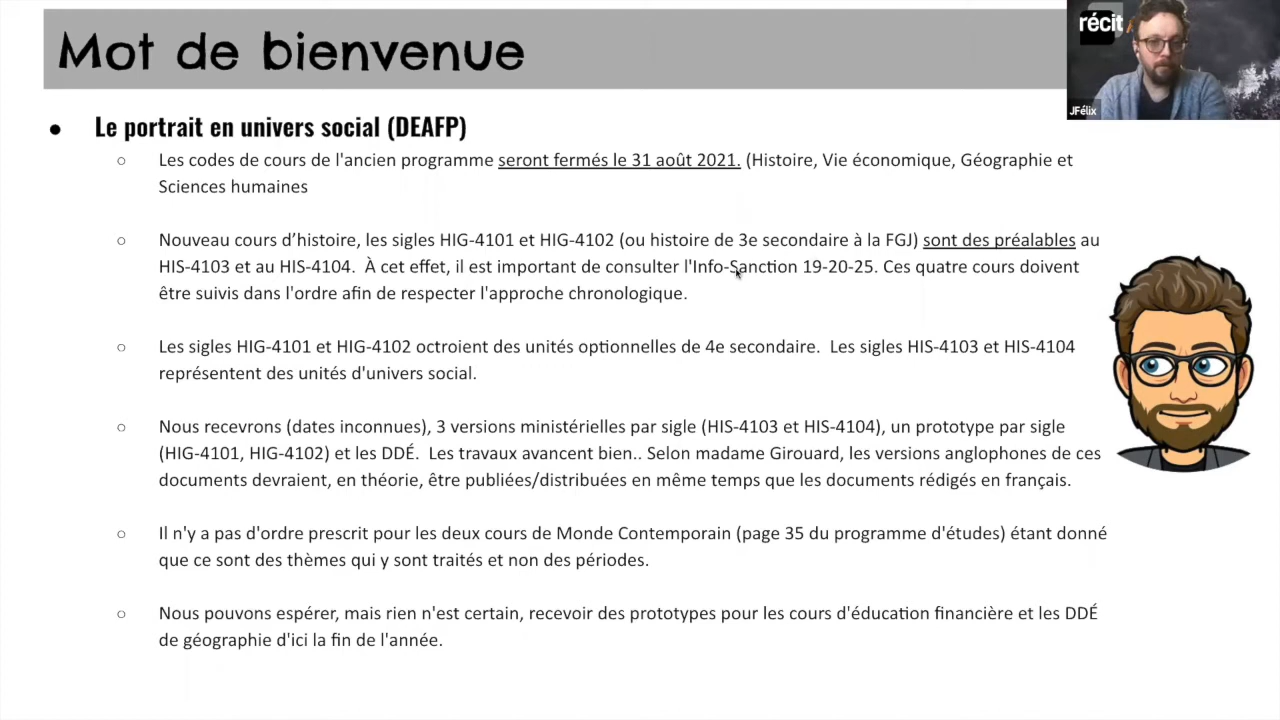 Mot de bienvenue
récit
JFélix
● Le portrait en univers social (DEAFP)
○ Les codes de cours de l'ancien programme seront fermés le 31 août 2021. (Histoire, Vie économique, Géographie et
Sciences humaines
○ Nouveau cours d’histoire, les sigles HIG-4101 et HIG-4102 (ou histoire de 3e secondaire à la FGJ) sont des préalables au
HIS-4103 et au HIS-4104.  À cet effet, il est important de consulter l'Info-Sanction 19-20-25. Ces quatre cours doivent
être suivis dans l'ordre afin de respecter l'approche chronologique.
○ Les sigles HIG-4101 et HIG-4102 octroient des unités optionnelles de 4e secondaire.  Les sigles HIS-4103 et HIS-4104
représentent des unités d'univers social.
○ Nous recevrons (dates inconnues), 3 versions ministérielles par sigle (HIS-4103 et HIS-4104), un prototype par sigle
(HIG-4101, HIG-4102) et les DDÉ.  Les travaux avancent bien.. Selon madame Girouard, les versions anglophones de ces
documents devraient, en théorie, être publiées/distribuées en même temps que les documents rédigés en français.
○ Il n'y a pas d'ordre prescrit pour les deux cours de Monde Contemporain (page 35 du programme d'études) étant donné
que ce sont des thèmes qui y sont traités et non des périodes.
○ Nous pouvons espérer, mais rien n'est certain, recevoir des prototypes pour les cours d'éducation financière et les DDÉ
de géographie d'ici la fin de l'année.